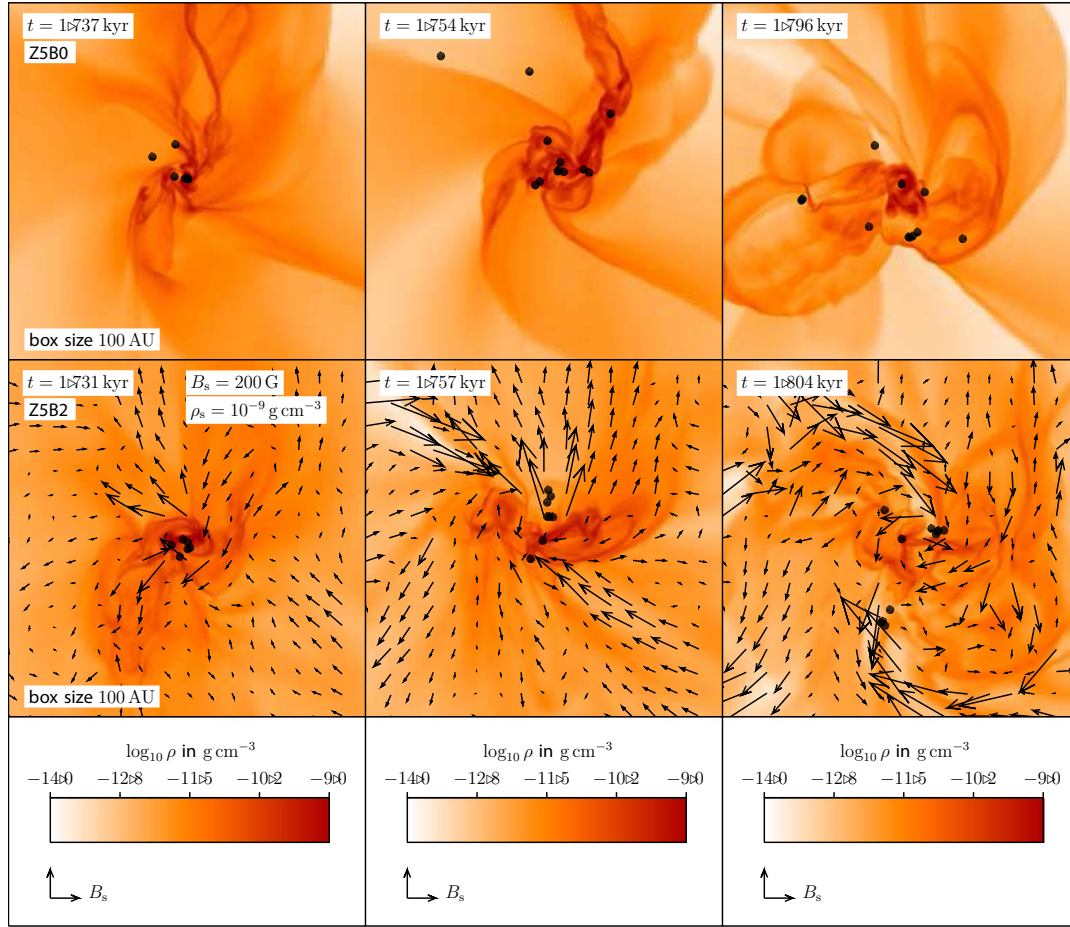 t = 1▹737 kyr
Z5B0
box size 100 AU
t = 1▹754 kyr
t = 1▹796 kyr
t = 1▹731 kyr
Z5B2
B_s = 200 G
ρ_s = 10⁻⁹ g cm⁻³
box size 100 AU
t = 1▹757 kyr
t = 1▹804 kyr
log₁₀ ρ in g cm⁻³
−14▹0 −12▹8 −11▹5 −10▹2 −9▹0
B_s
log₁₀ ρ in g cm⁻³
−14▹0 −12▹8 −11▹5 −10▹2 −9▹0
B_s
log₁₀ ρ in g cm⁻³
−14▹0 −12▹8 −11▹5 −10▹2 −9▹0
B_s